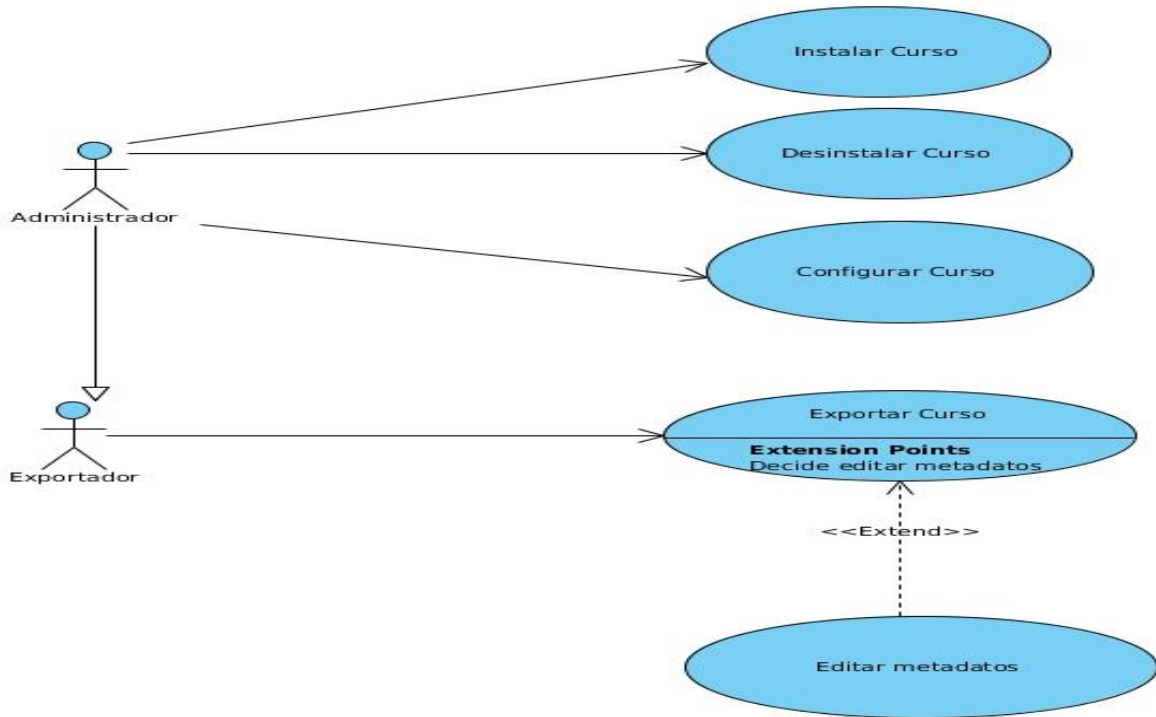 Instalar Curso
Desinstalar Curso
Administrador
Configurar Curso
Exportar Curso
Extension Points
Decide editar metadatos
Exportador
<<Extend>>
Editar metadatos